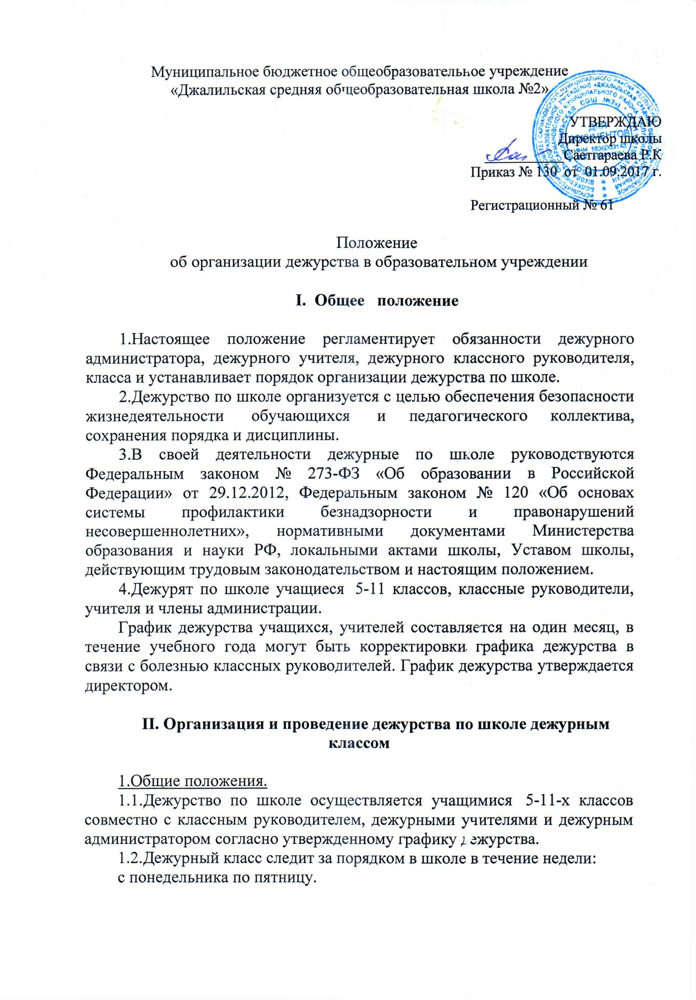 Муниципальное бюджетное общеобразовательное учреждение
«Джалильская средняя общеобразовательная школа №2»
УТВЕРЖДАЮ
Директор школы
Саетгараева Р.К
Приказ № 130 от 01.09.2017 г.
ДЛЯ
ДОКУМЕНТОВ
ИНН 1636003143
Регистрационный № 61
Положение
об организации дежурства в образовательном учреждении
I. Общее положение
1.Настоящее положение регламентирует обязанности дежурного
администратора, дежурного учителя, дежурного классного руководителя,
класса и устанавливает порядок организации дежурства по школе.
2.Дежурство по школе организуется с целью обеспечения безопасности
жизнедеятельности обучающихся и педагогического коллектива,
сохранения порядка и дисциплины.
3.В своей деятельности дежурные по школе руководствуются
Федеральным законом № 273-ФЗ «Об образовании в Российской
Федерации» от 29.12.2012, Федеральным законом № 120 «Об основах
системы профилактики безнадзорности и правонарушений
несовершеннолетних», нормативными документами Министерства
образования и науки РФ, локальными актами школы, Уставом школы,
действующим трудовым законодательством и настоящим положением.
4.Дежурят по школе учащиеся 5-11 классов, классные руководители,
учителя и члены администрации.
График дежурства учащихся, учителей составляется на один месяц, в
течение учебного года могут быть корректировки графика дежурства в
связи с болезнью классных руководителей. График дежурства утверждается
директором.
II. Организация и проведение дежурства по школе дежурным
классом
1.Общие положения.
1.1.Дежурство по школе осуществляется учащимися 5-11-х классов
совместно с классным руководителем, дежурными учителями и дежурным
администратором согласно утвержденному графику дежурства.
1.2.Дежурный класс следит за порядком в школе в течение недели:
с понедельника по пятницу.